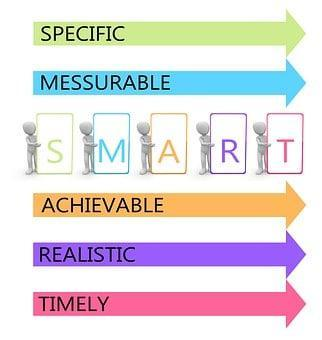 SPECIFIC
MESSURABLE
S M A R T
ACHIEVABLE
REALISTIC
TIMELY